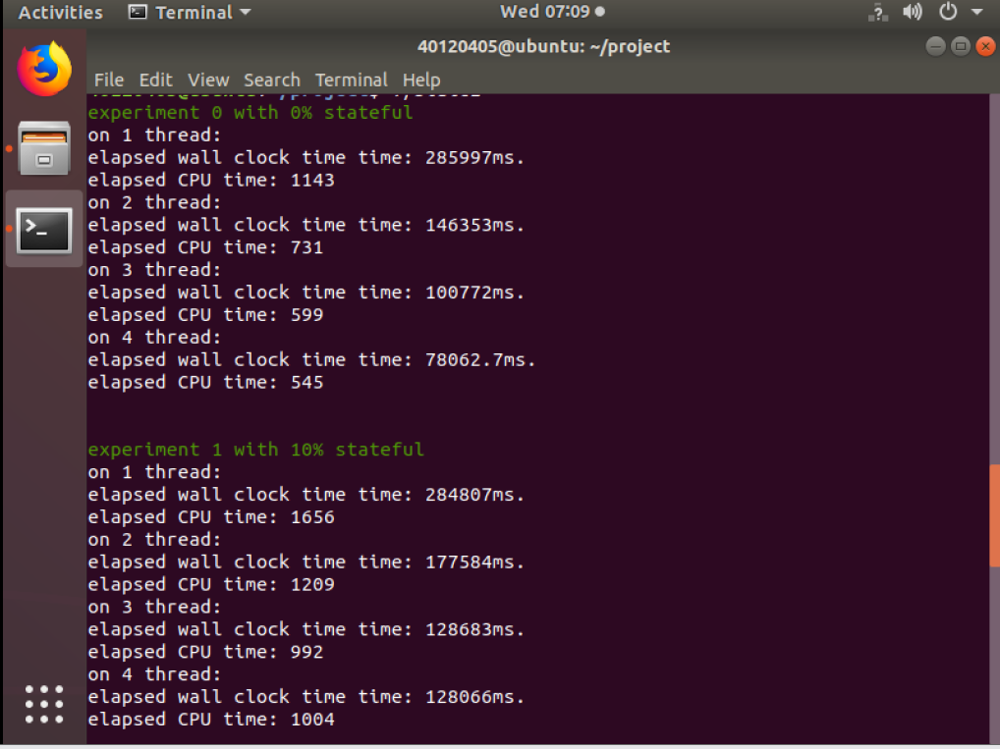 Activities Terminal Wed 07:09
40120405@ubuntu: ~/project
File Edit View Search Terminal Help
experiment 0 with 0% stateful
on 1 thread:
elapsed wall clock time time: 285997ms.
elapsed CPU time: 1143
on 2 thread:
elapsed wall clock time time: 146353ms.
elapsed CPU time: 731
on 3 thread:
elapsed wall clock time time: 100772ms.
elapsed CPU time: 599
on 4 thread:
elapsed wall clock time time: 78062.7ms.
elapsed CPU time: 545
experiment 1 with 10% stateful
on 1 thread:
elapsed wall clock time time: 284807ms.
elapsed CPU time: 1656
on 2 thread:
elapsed wall clock time time: 177584ms.
elapsed CPU time: 1209
on 3 thread:
elapsed wall clock time time: 128683ms.
elapsed CPU time: 992
on 4 thread:
elapsed wall clock time time: 128066ms.
elapsed CPU time: 1004